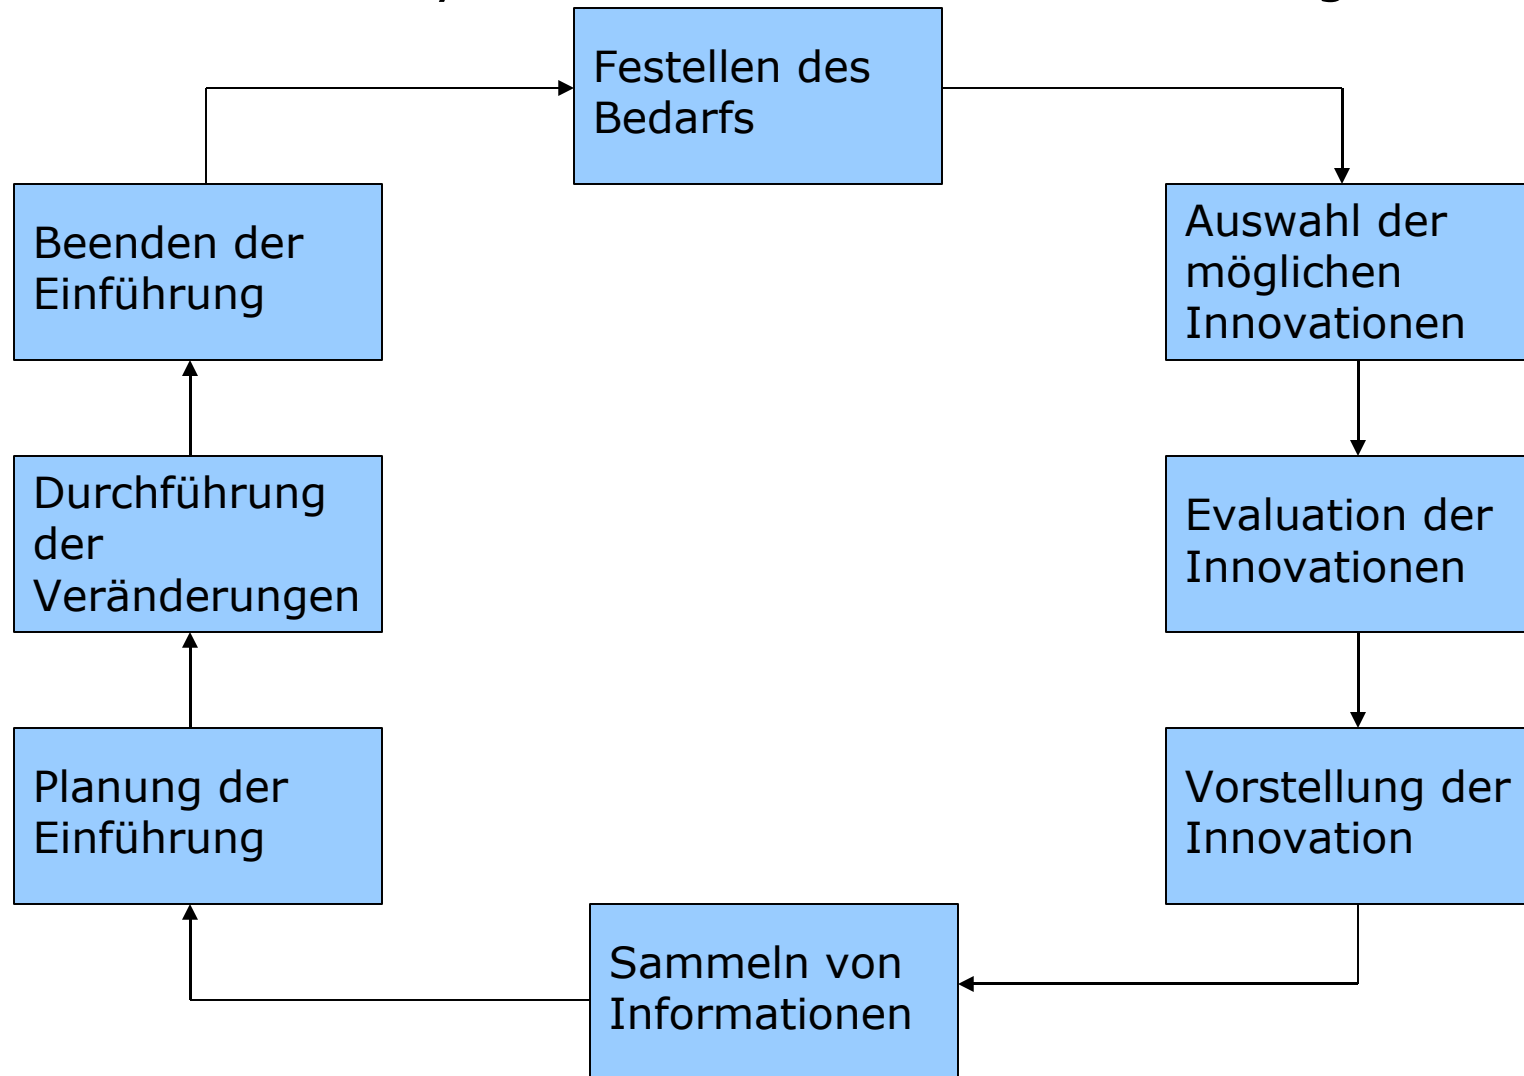 Festellen des
Bedarfs
Auswahl der
möglichen
Innovationen
Evaluation der
Innovationen
Vorstellung der
Innovation
Sammeln von
Informationen
Planung der
Einführung
Durchführung
der
Veränderungen
Beenden der
Einführung